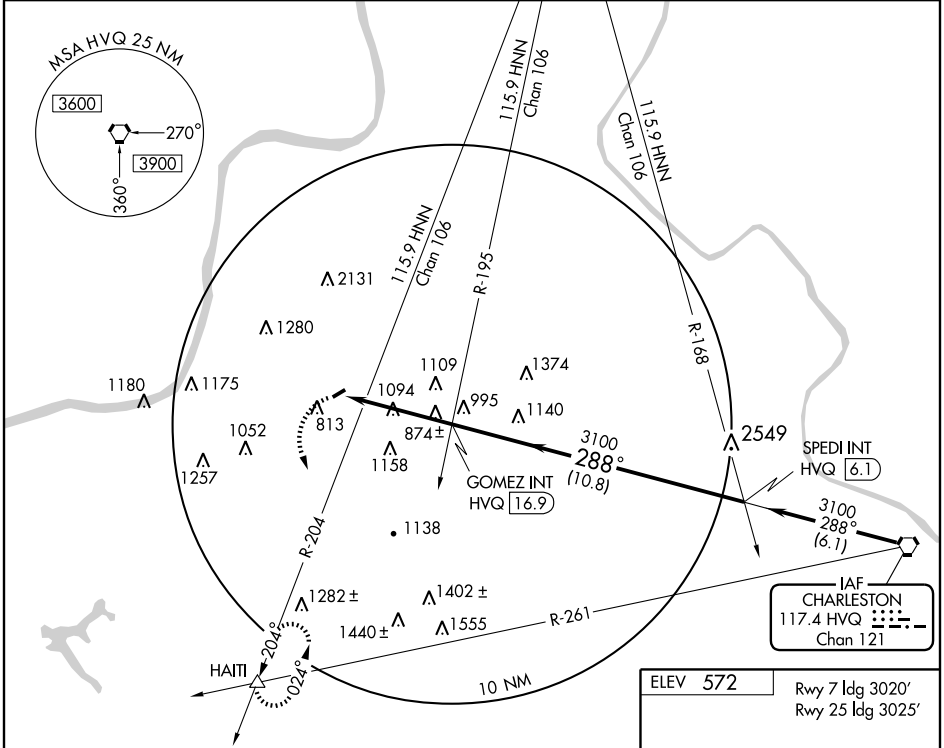 MSA HVQ 25 NM
3600
270°
3900
360°
115.9 HNN
Chan 106
115.9 HNN
Chan 106
115.9 HNN
Chan 106
R-195
R-168
R-204
2131
1280
1109
1374
1180
1175
1094
995
1140
813
874±
2549
1052
1158
1257
3100
288°
(10.8)
SPEDI INT
HVQ 6.1
GOMEZ INT
HVQ 16.9
3100
288°
(6.1)
1138
IAF
CHARLESTON
117.4 HVQ
Chan 121
1282 ±
1402 ±
1440±
1555
R-261
204°
024°
HAITI
10 NM
ELEV 572
Rwy 7 ldg 3020'
Rwy 25 ldg 3025'